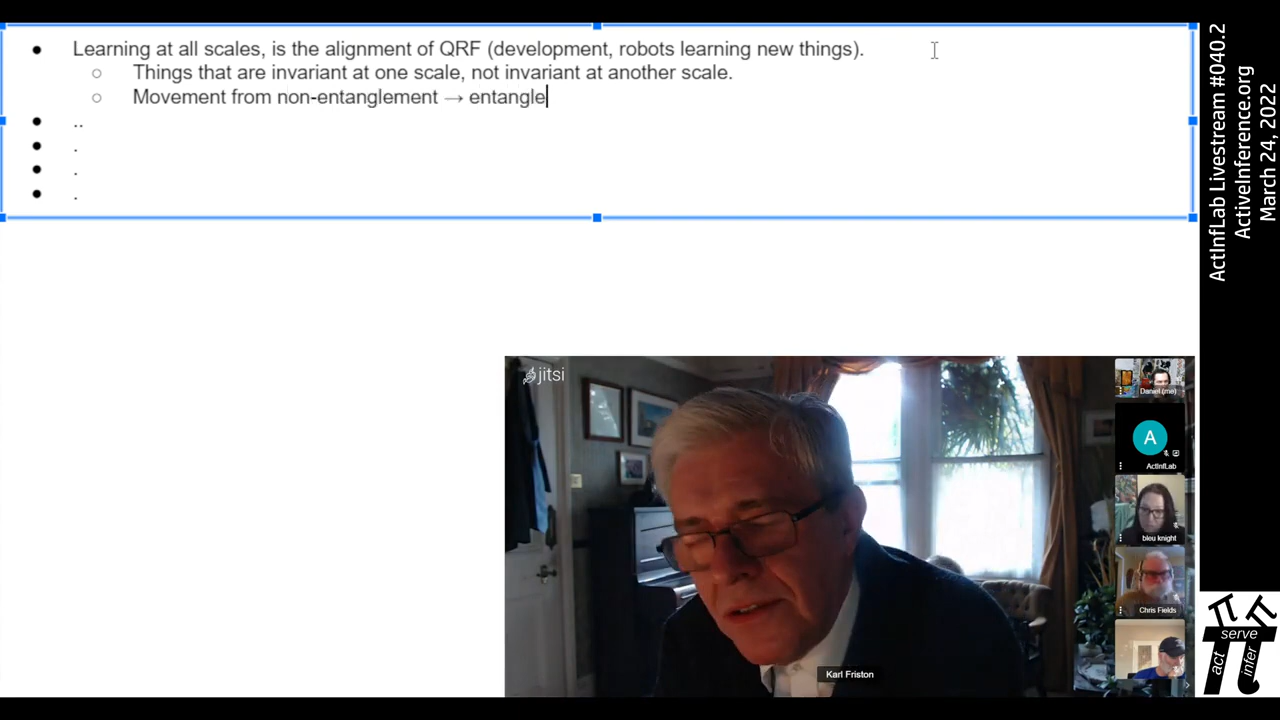 Learning at all scales, is the alignment of QRF (development, robots learning new things).
Things that are invariant at one scale, not invariant at another scale.
Movement from non-entanglement → entangle
..
.
.
.
ActInfLab Livestream #040.2
ActiveInference.org
March 24, 2022
jitsi
Daniel (me)
A
ActInfLab
bleu knight
Chris Fields
Karl Friston
serve
act
infer